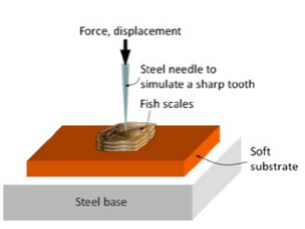 Force, displacement
Steel needle to
simulate a sharp tooth
Fish scales
Soft
substrate
Steel base